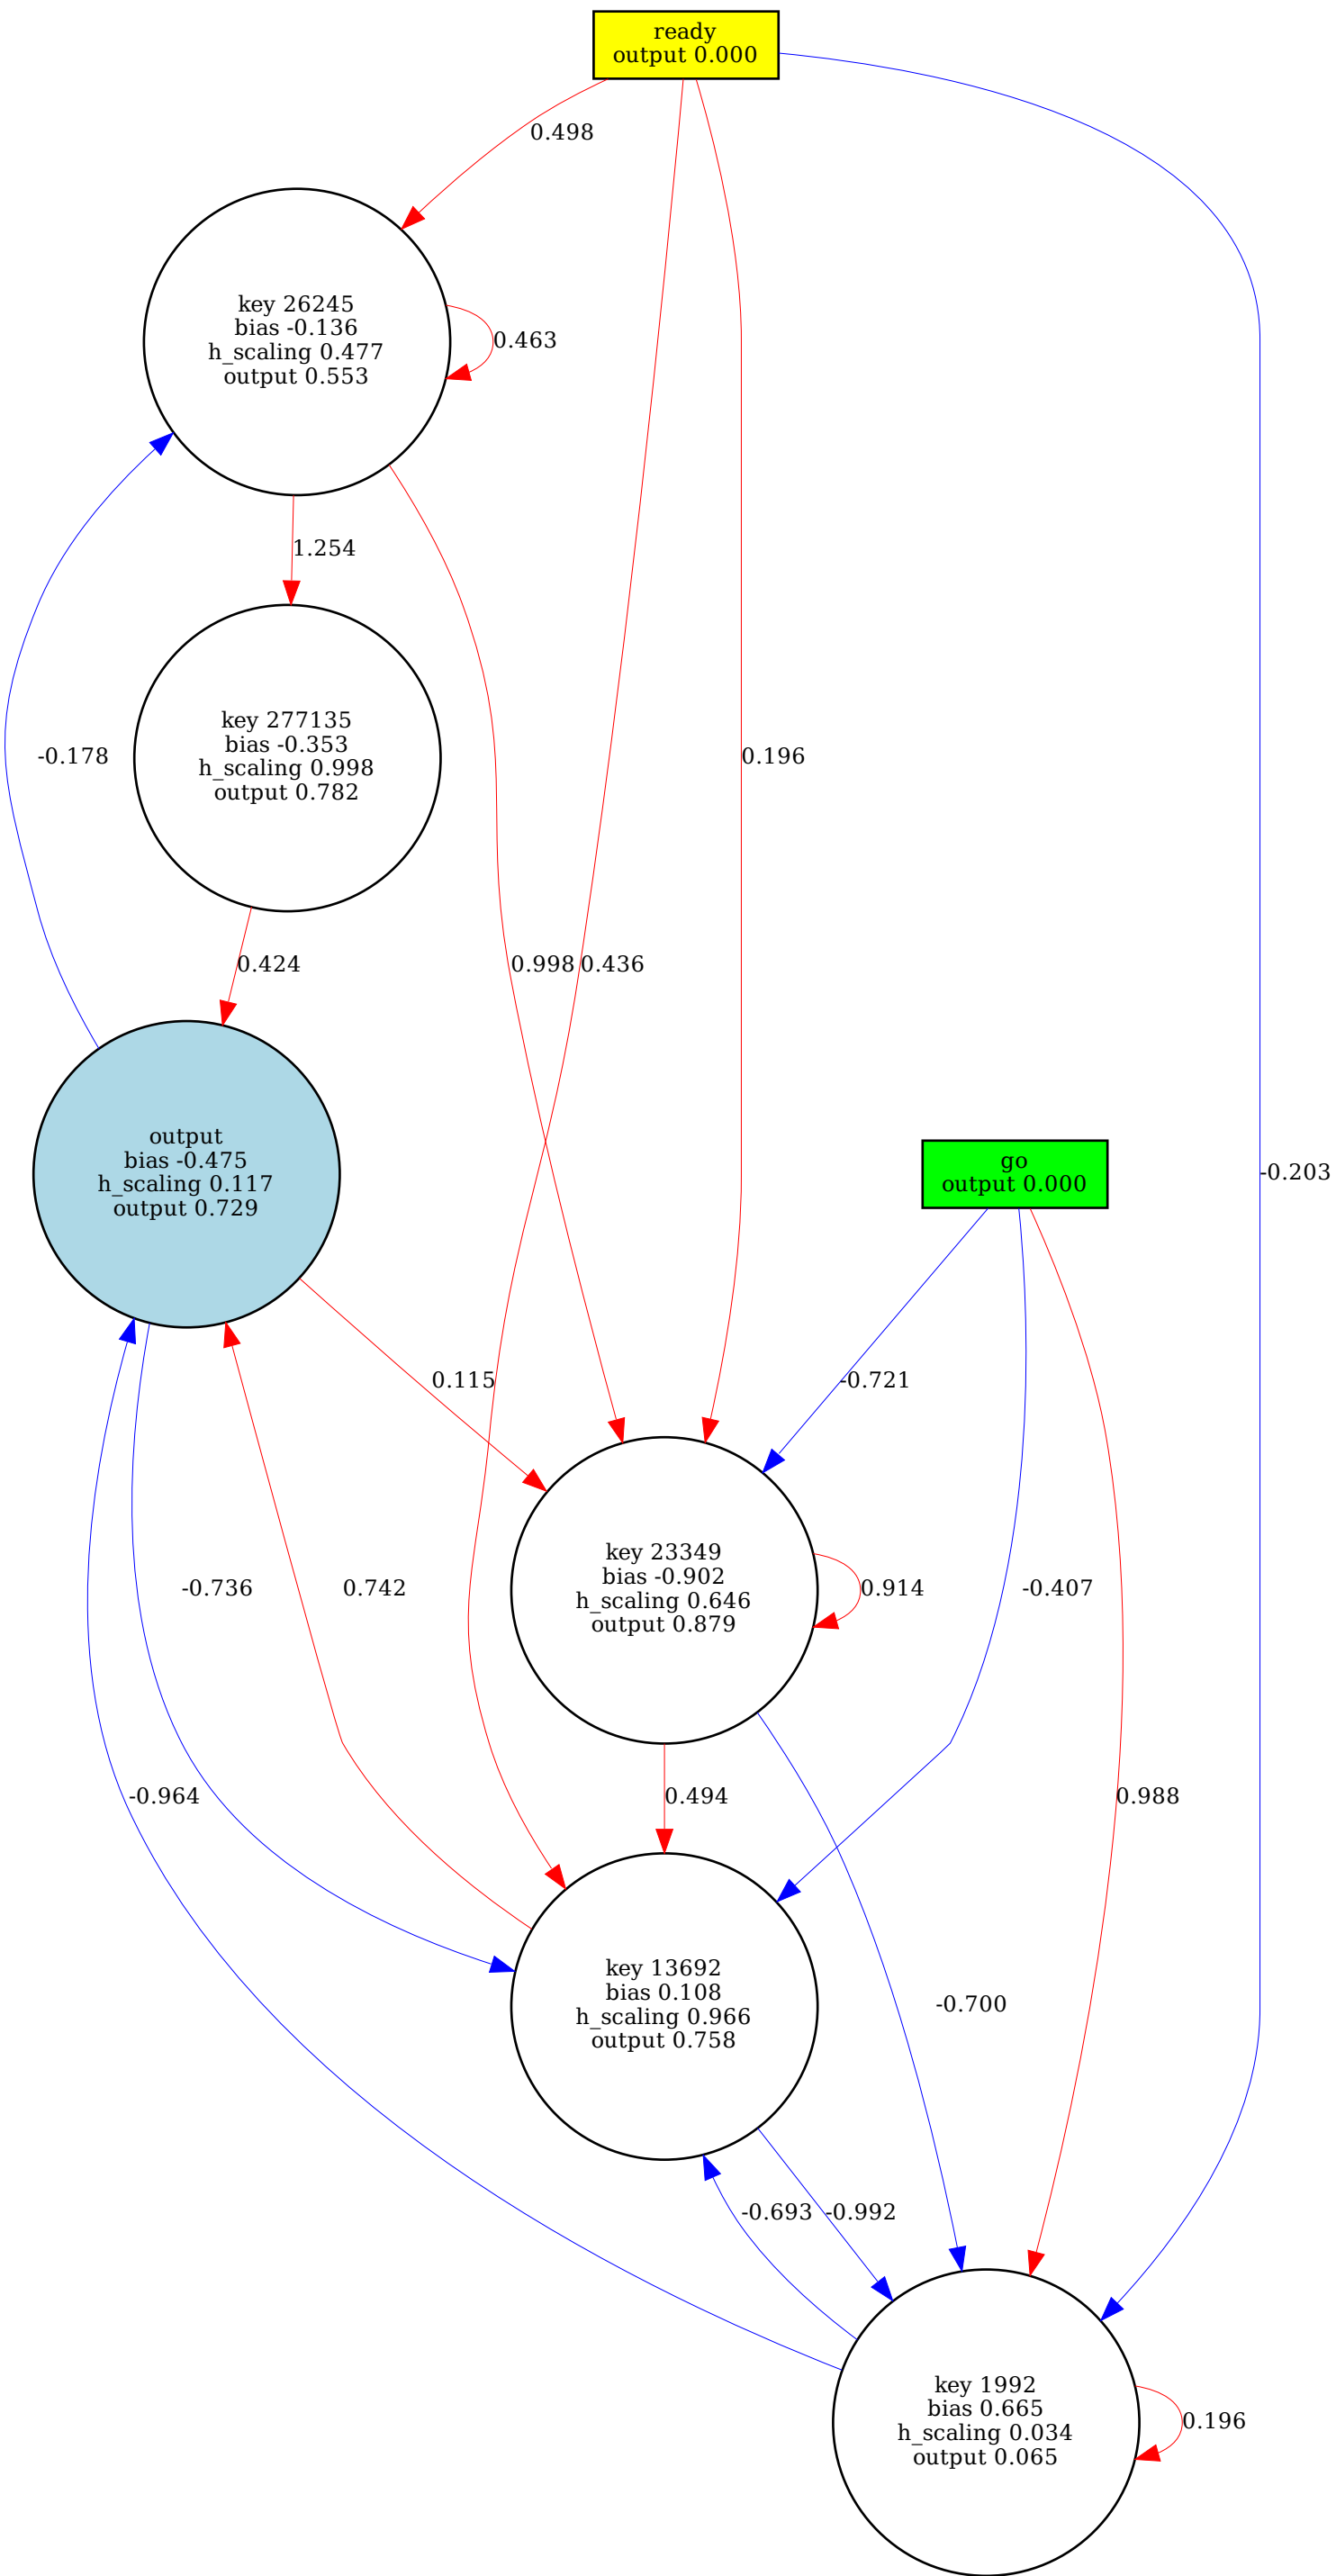 ready
output 0.000
0.498
key 26245
bias -0.136
h_scaling 0.477
output 0.553
0.463
1.254
key 277135
bias -0.353
h_scaling 0.998
output 0.782
-0.178
0.196
0.424
0.998
0.436
output
bias -0.475
h_scaling 0.117
output 0.729
go
output 0.000
-0.203
0.115
-0.721
key 23349
bias -0.902
h_scaling 0.646
output 0.879
-0.736
0.742
0.914
-0.407
-0.964
0.494
0.988
key 13692
bias 0.108
h_scaling 0.966
output 0.758
-0.700
-0.693
-0.992
key 1992
bias 0.665
h_scaling 0.034
output 0.065
0.196